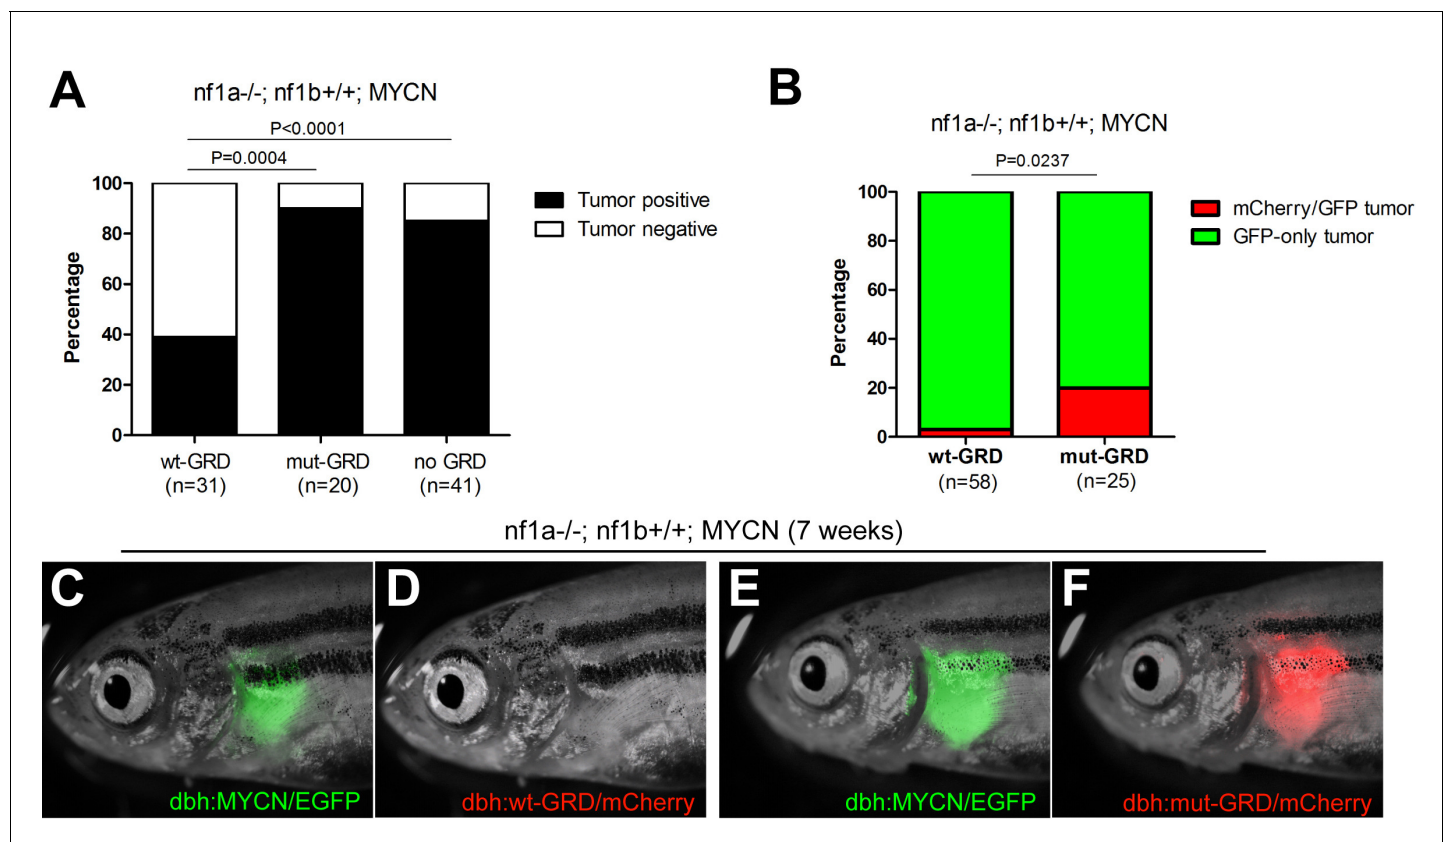 A
nf1a-/-; nf1b+/+; MYCN
P<0.0001
P=0.0004
Percentage
100
80
60
40
20
0
wt-GRD
(n=31)
mut-GRD
(n=20)
no GRD
(n=41)
Tumor positive
Tumor negative
B
nf1a-/-; nf1b+/+; MYCN
P=0.0237
Percentage
100
80
60
40
20
0
wt-GRD
(n=58)
mut-GRD
(n=25)
mCherry/GFP tumor
GFP-only tumor
nf1a-/-; nf1b+/+; MYCN (7 weeks)
C
dbh:MYCN/EGFP
D
dbh:wt-GRD/mCherry
E
dbh:MYCN/EGFP
F
dbh:mut-GRD/mCherry